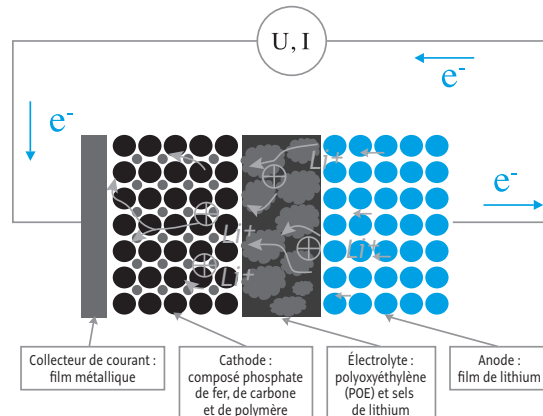 U, I
e-
e-
e-
Li+
Li+
Li+
Li+
Collecteur de courant :
film métallique
Cathode :
composé phosphate
de fer, de carbone
et de polymère
Électrolyte :
polyoxyéthylène
(POE) et sels
de lithium
Anode :
film de lithium